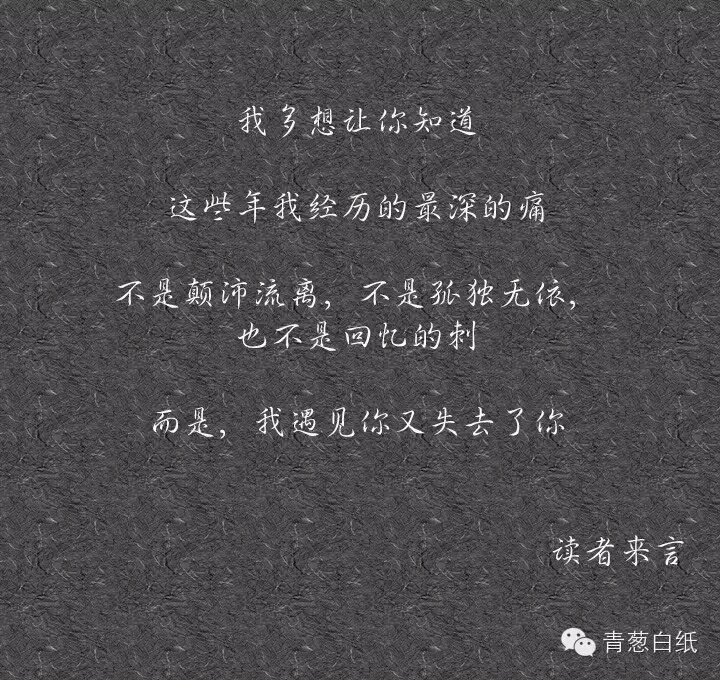 我多想让你知道
这些年我经历的最深的痛
不是颠沛流离，不是孤独无依，
也不是回忆的刺
而是，我遇见你又失去了你
读者来言
青葱白纸